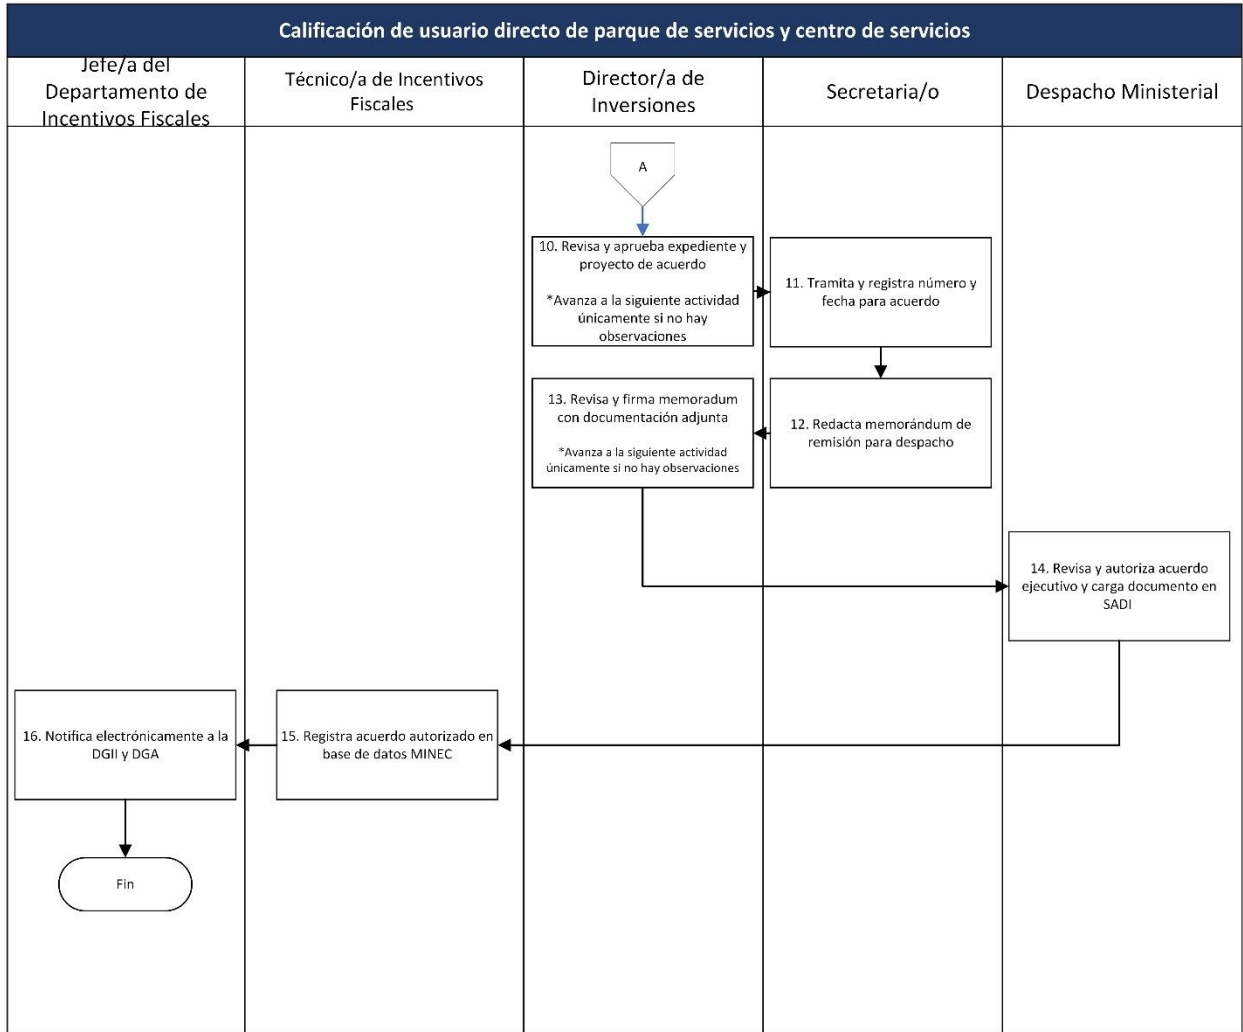 Calificación de usuario directo de parque de servicios y centro de servicios
Jefe/a del
Departamento de
Incentivos Fiscales
Técnico/a de Incentivos
Fiscales
Director/a de
Inversiones
Secretaria/o
Despacho Ministerial
A
10. Revisa y aprueba expediente y
proyecto de acuerdo
*Avanza a la siguiente actividad
únicamente si no hay
observaciones
11. Tramita y registra número y
fecha para acuerdo
13. Revisa y firma memoradum
con documentación adjunta
*Avanza a la siguiente actividad
únicamente si no hay observaciones
12. Redacta memorándum de
remisión para despacho
14. Revisa y autoriza acuerdo
ejecutivo y carga documento en
SADI
16. Notifica electrónicamente a la
DGII y DGA
15. Registra acuerdo autorizado en
base de datos MINEC
Fin